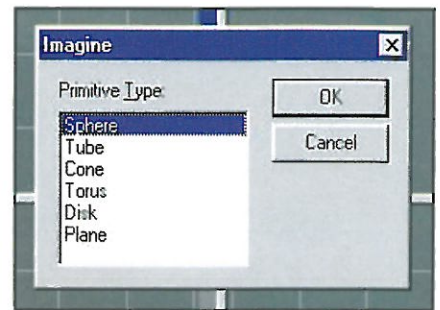 Imagine
Primitive Type:
OK
Sphere
Cancel
Tube
Cone
Torus
Disk
Plane